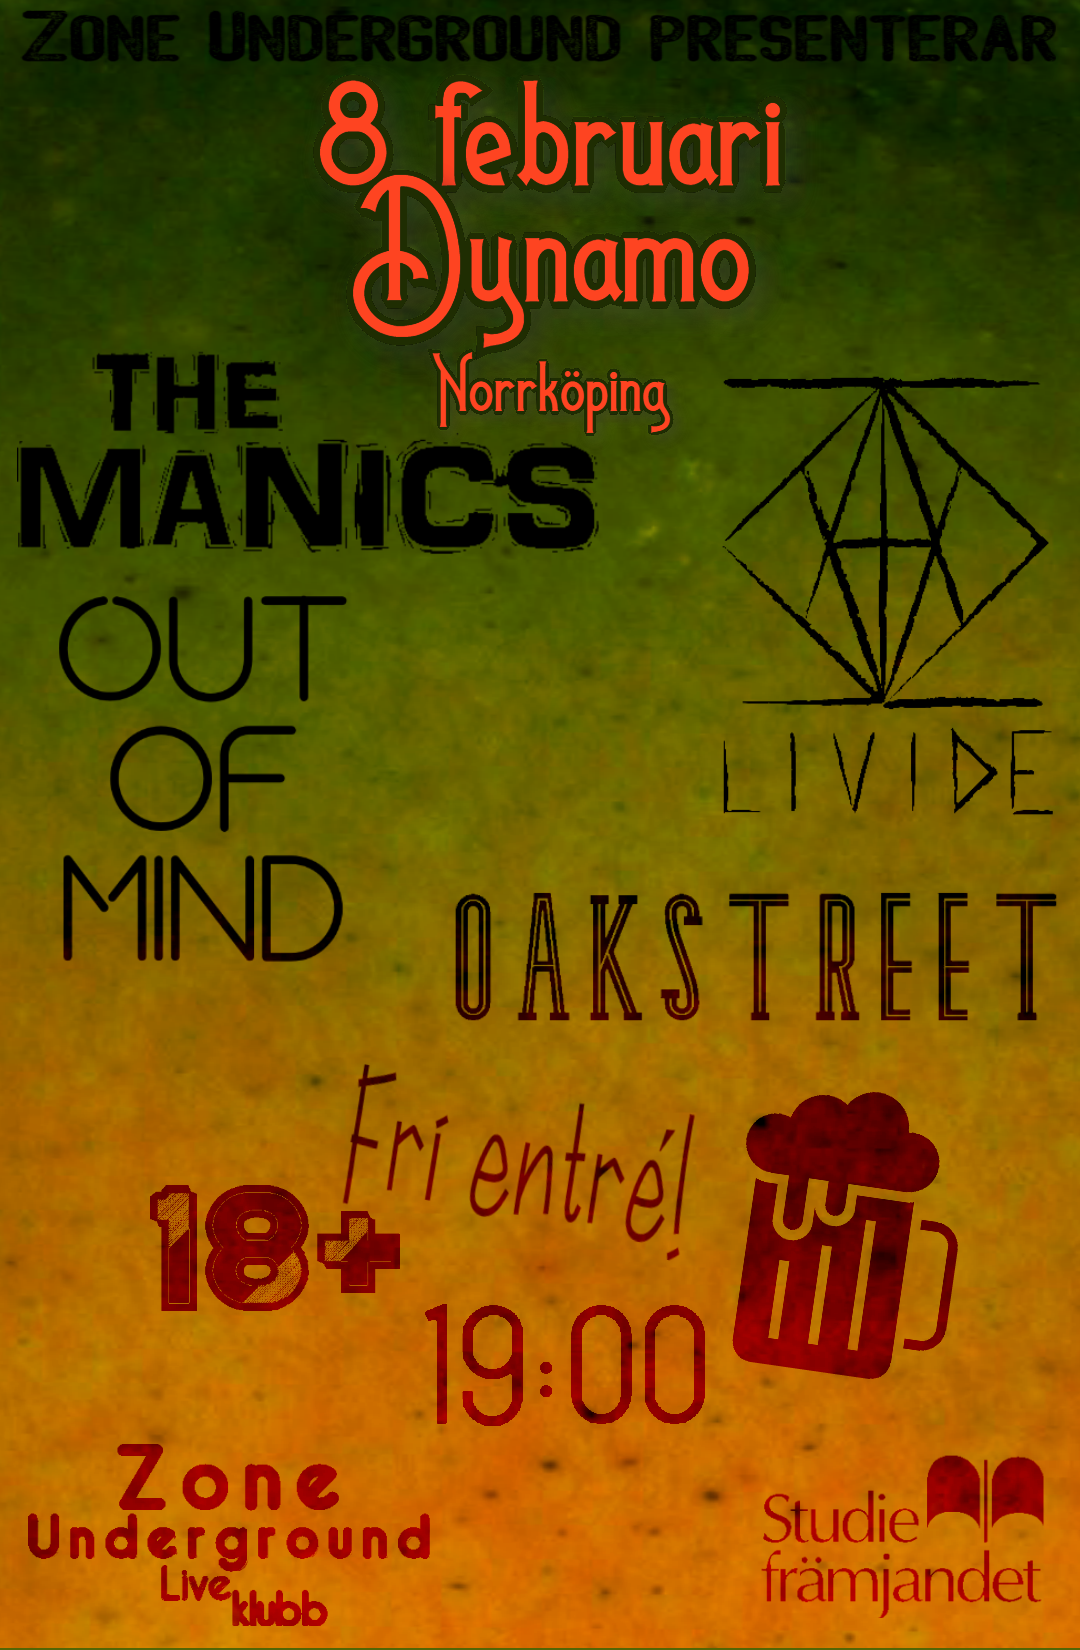 ZONE UNDERGROUND PRESENTERAR
8 februari
Dynamo
Norrköping
THE
MANICS
OUT
OF
MIND
LIVIDE
OAKSTREET
Fri entré!
18+
19:00
Zone
Underground
Live
klubb
Studie
främjandet